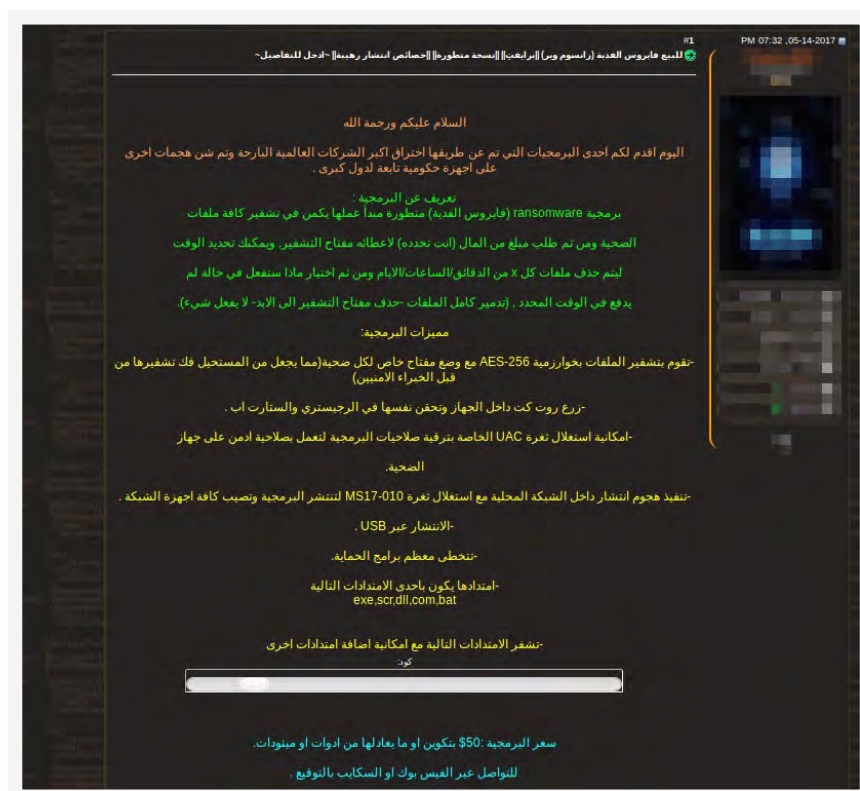 #1
PM 07:32 ,05-14-2017
للبيع فايروس الفدية (رانسوم وير) ||برايفت|| ||نسخة متطورة|| ||خصائص انتشار رهيبة|| ~ادخل للتفاصيل~
السلام عليكم ورحمة الله
اليوم اقدم لكم احدى البرمجيات التي تم عن طريقها اختراق اكبر الشركات العالمية البارحة وتم شن هجمات اخرى
على اجهزة حكومية تابعة لدول كبرى .
تعريف عن البرمجية :
برمجية ransomware (فايروس الفدية) متطورة مبدأ عملها يكمن في تشفير كافة ملفات
الضحية ومن ثم طلب مبلغ من المال (انت تحدده) لاعطائه مفتاح التشفير, ويمكنك تحديد الوقت
ليتم حذف ملفات كل x من الدقائق/الساعات/الايام ومن ثم اختيار ماذا ستفعل في حالة لم
يدفع في الوقت المحدد , (تدمير كامل الملفات -حذف مفتاح التشفير الى الابد- لا يفعل شيء).
مميزات البرمجية:
-تقوم بتشفير الملفات بخوارزمية AES-256 مع وضع مفتاح خاص لكل ضحية(مما يجعل من المستحيل فك تشفيرها من
قبل الخبراء الامنيين)
-زرع روت كت داخل الجهاز وتحقن نفسها في الرجيستري والستارت اب .
-امكانية استغلال ثغرة UAC الخاصة بترقية صلاحيات البرمجية لتعمل بصلاحية ادمن على جهاز
الضحية.
-تنفيذ هجوم انتشار داخل الشبكة المحلية مع استغلال ثغرة MS17-010 لتنتشر البرمجية وتصيب كافة اجهزة الشبكة .
-الانتشار عبر USB .
-تتخطى معظم برامج الحماية.
-امتدادها يكون باحدى الامتدادات التالية
exe,scr,dll,com,bat
-تشفر الامتدادات التالية مع امكانية اضافة امتدادات اخرى
كود:
سعر البرمجية :50$ بتكوين او ما يعادلها من ادوات او ميثودات.
للتواصل عبر الفيس بوك او السكايب بالتوقيع .